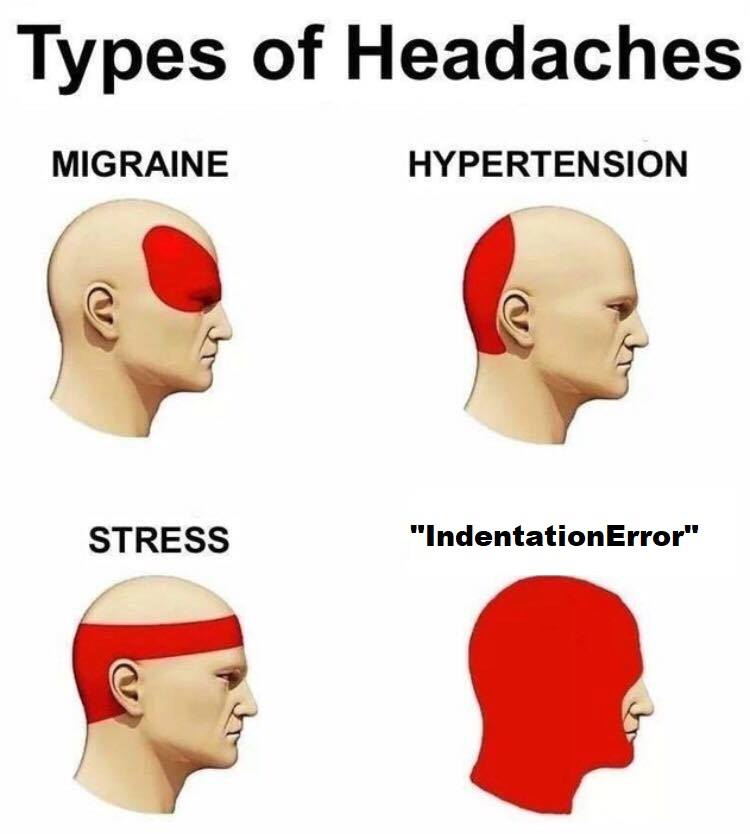 Types of Headaches
MIGRAINE
HYPERTENSION
STRESS
"IndentationError"